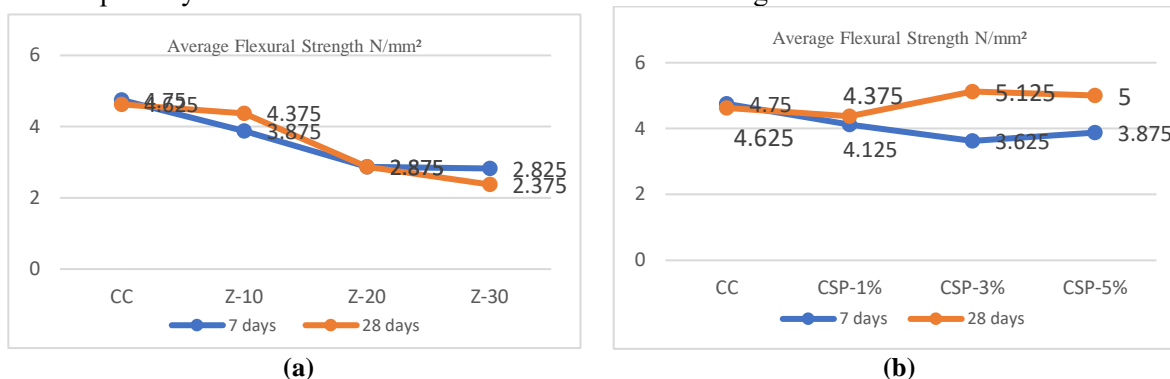 Average Flexural Strength N/mm²
6
4
2
0
4.75
4.625
4.375
3.875
2.875
2.825
2.375
CC
Z-10
Z-20
Z-30
7 days
28 days
(a)
Average Flexural Strength N/mm²
6
4
2
0
4.75
4.625
4.375
4.125
5.125
3.625
5
3.875
CC
CSP-1%
CSP-3%
CSP-5%
7 days
28 days
(b)